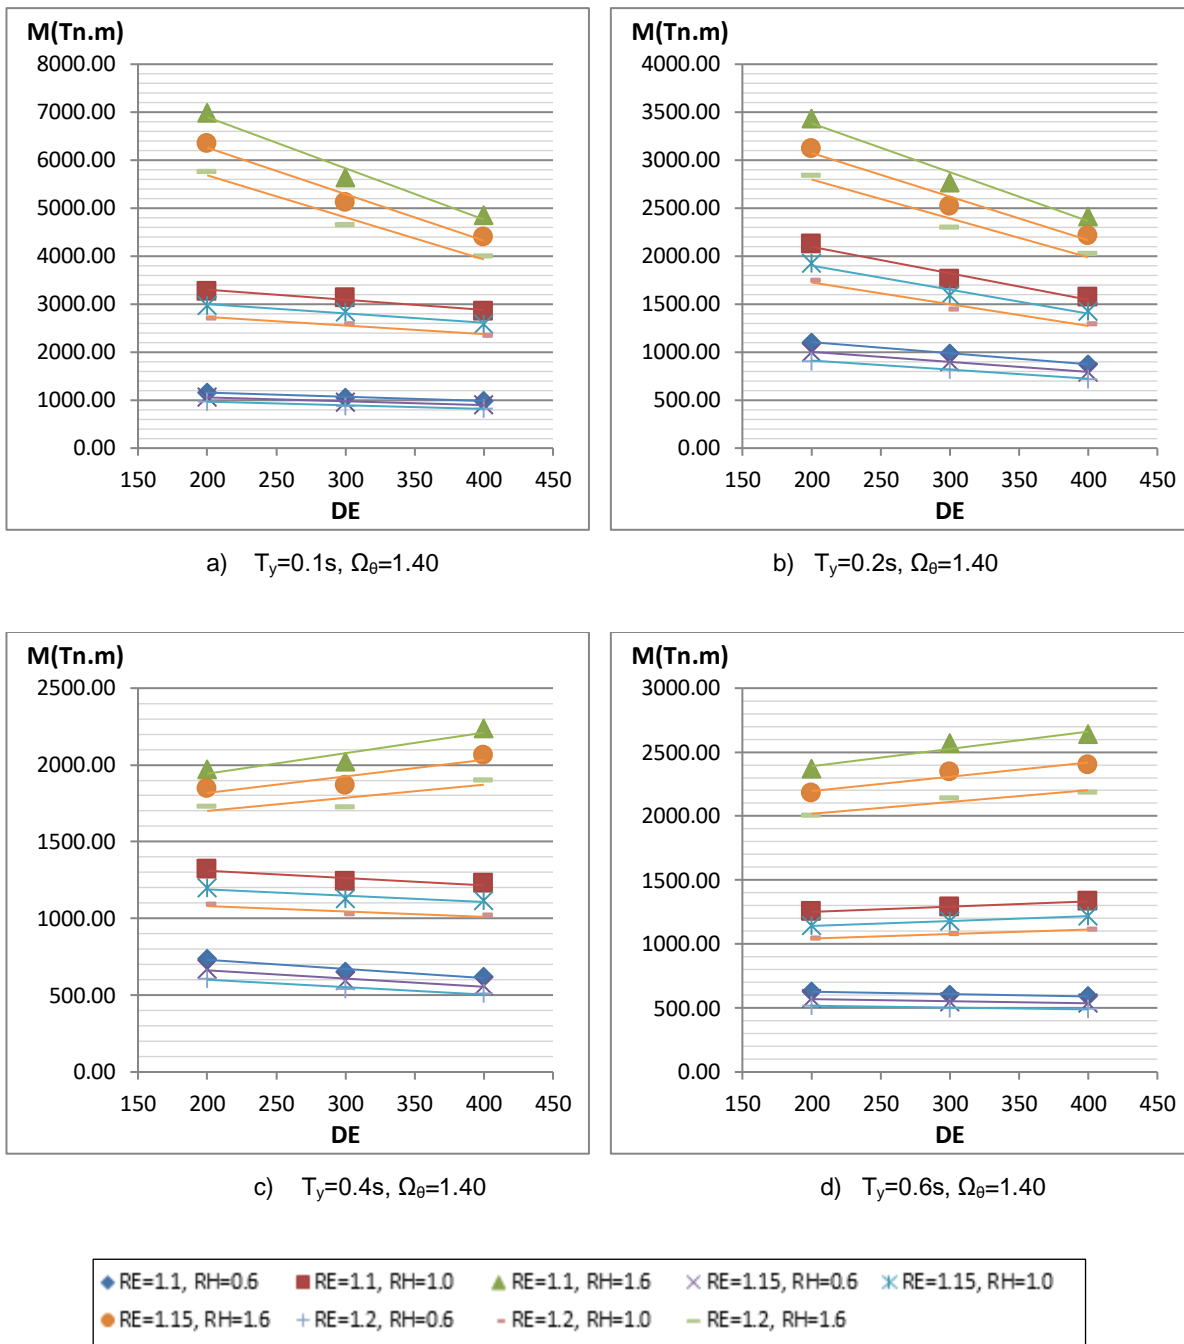 M(Tn.m)
8000.00
7000.00
6000.00
5000.00
4000.00
3000.00
2000.00
1000.00
0.00
150 200 250 300 350 400 450
DE
a) Ty=0.1s, Ωθ=1.40
M(Tn.m)
4000.00
3500.00
3000.00
2500.00
2000.00
1500.00
1000.00
500.00
0.00
150 200 250 300 350 400 450
DE
b) Ty=0.2s, Ωθ=1.40
M(Tn.m)
2500.00
2000.00
1500.00
1000.00
500.00
0.00
150 200 250 300 350 400 450
DE
c) Ty=0.4s, Ωθ=1.40
M(Tn.m)
3000.00
2500.00
2000.00
1500.00
1000.00
500.00
0.00
150 200 250 300 350 400 450
DE
d) Ty=0.6s, Ωθ=1.40
RE=1.1, RH=0.6 RE=1.1, RH=1.0 RE=1.1, RH=1.6 RE=1.15, RH=0.6 RE=1.15, RH=1.0
RE=1.15, RH=1.6 RE=1.2, RH=0.6 RE=1.2, RH=1.0 RE=1.2, RH=1.6